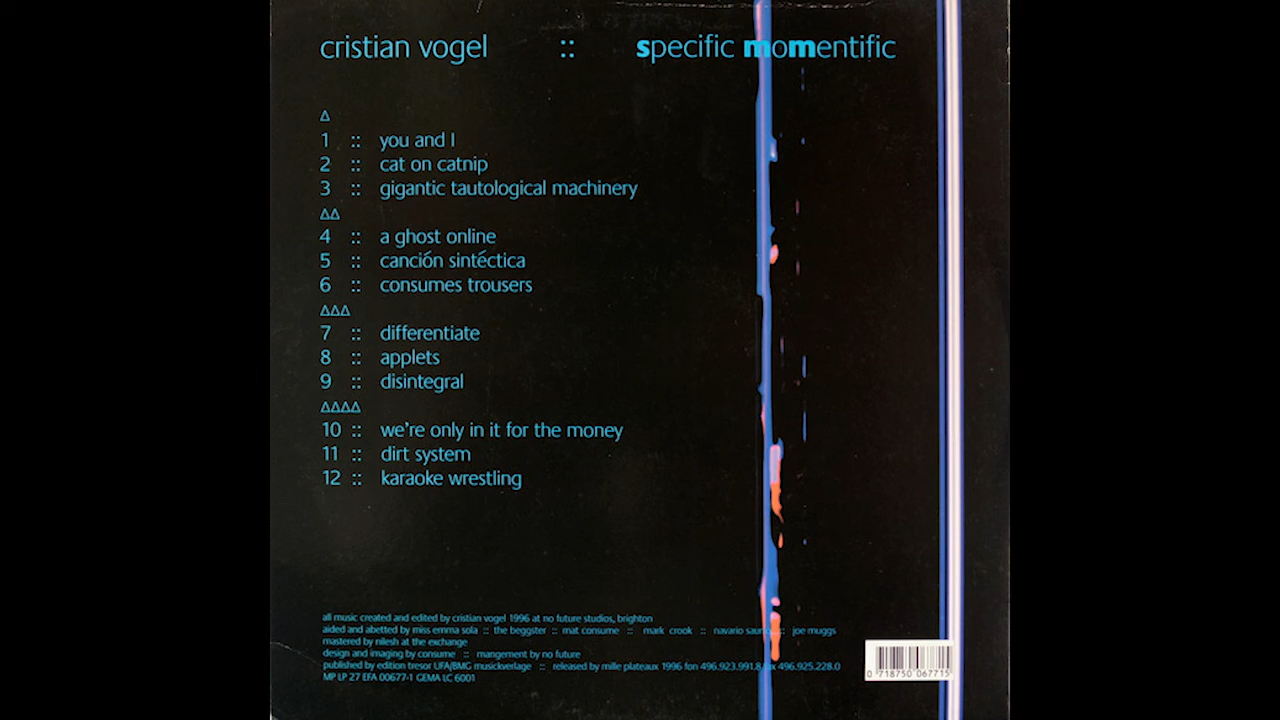 cristian vogel :: specific momentific
∆
1 :: you and I
2 :: cat on catnip
3 :: gigantic tautological machinery
∆∆
4 :: a ghost online
5 :: canción sintéctica
6 :: consumes trousers
∆∆∆
7 :: differentiate
8 :: applets
9 :: disintegral
∆∆∆∆
10 :: we're only in it for the money
11 :: dirt system
12 :: karaoke wrestling
all music created and edited by cristian vogel 1996 at no future studios, brighton
aided and abetted by miss emma sola :: the beggster :: mat consume :: mark crook :: navario :: joe muggs
mastered by nilesh at the exchange
design and imaging by consume :: mangement by no future
published by edition tresor UFA/BMG musickverlage :: released by mille plateaux 1996 fon 496.923.991.8 fax 496.925.228.0
MP LP 27 EFA 00677-1 GEMA LC 6001
0 718750 067715